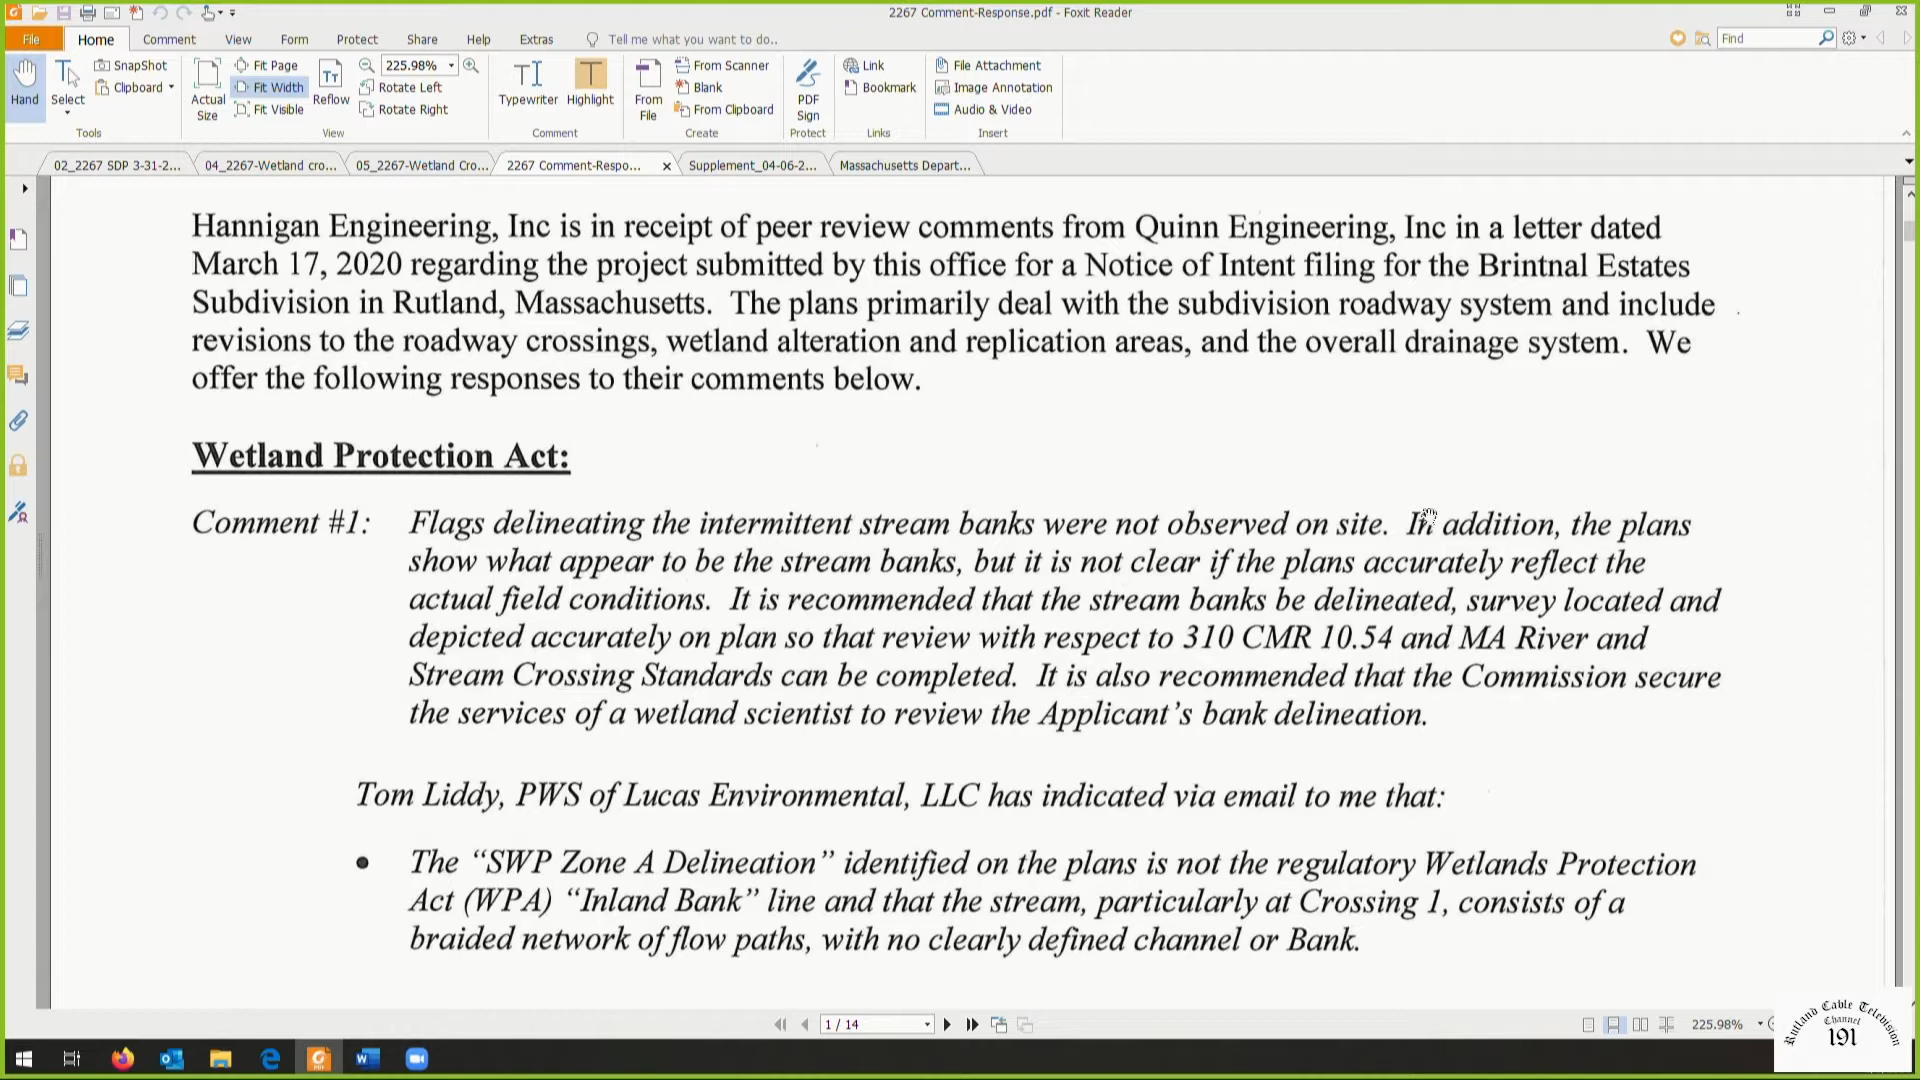 2267 Comment-Response.pdf - Foxit Reader
File Home Comment View Form Protect Share Help Extras Tell me what you want to do.. Find
Hand
Select
SnapShot
Clipboard
Tools
Actual Size
Fit Page
Fit Width
Fit Visible
Reflow
225.98%
Rotate Left
Rotate Right
View
Typewriter
Highlight
Comment
From File
From Scanner
Blank
From Clipboard
Create
PDF Sign
Protect
Link
Bookmark
Links
File Attachment
Image Annotation
Audio & Video
Insert
02_2267 SDP 3-31-2... 04_2267-Wetland cro... 05_2267-Wetland Cro... 2267 Comment-Respo... Supplement_04-06-2... Massachusetts Depart...
Hannigan Engineering, Inc is in receipt of peer review comments from Quinn Engineering, Inc in a letter dated
March 17, 2020 regarding the project submitted by this office for a Notice of Intent filing for the Brintnal Estates
Subdivision in Rutland, Massachusetts. The plans primarily deal with the subdivision roadway system and include
revisions to the roadway crossings, wetland alteration and replication areas, and the overall drainage system. We
offer the following responses to their comments below.
Wetland Protection Act:
Comment #1: Flags delineating the intermittent stream banks were not observed on site. In addition, the plans
show what appear to be the stream banks, but it is not clear if the plans accurately reflect the
actual field conditions. It is recommended that the stream banks be delineated, survey located and
depicted accurately on plan so that review with respect to 310 CMR 10.54 and MA River and
Stream Crossing Standards can be completed. It is also recommended that the Commission secure
the services of a wetland scientist to review the Applicant's bank delineation.
Tom Liddy, PWS of Lucas Environmental, LLC has indicated via email to me that:
• The “SWP Zone A Delineation” identified on the plans is not the regulatory Wetlands Protection
Act (WPA) “Inland Bank” line and that the stream, particularly at Crossing 1, consists of a
braided network of flow paths, with no clearly defined channel or Bank.
1 / 14
225.98%
Rutland Cable Television
Channel
191